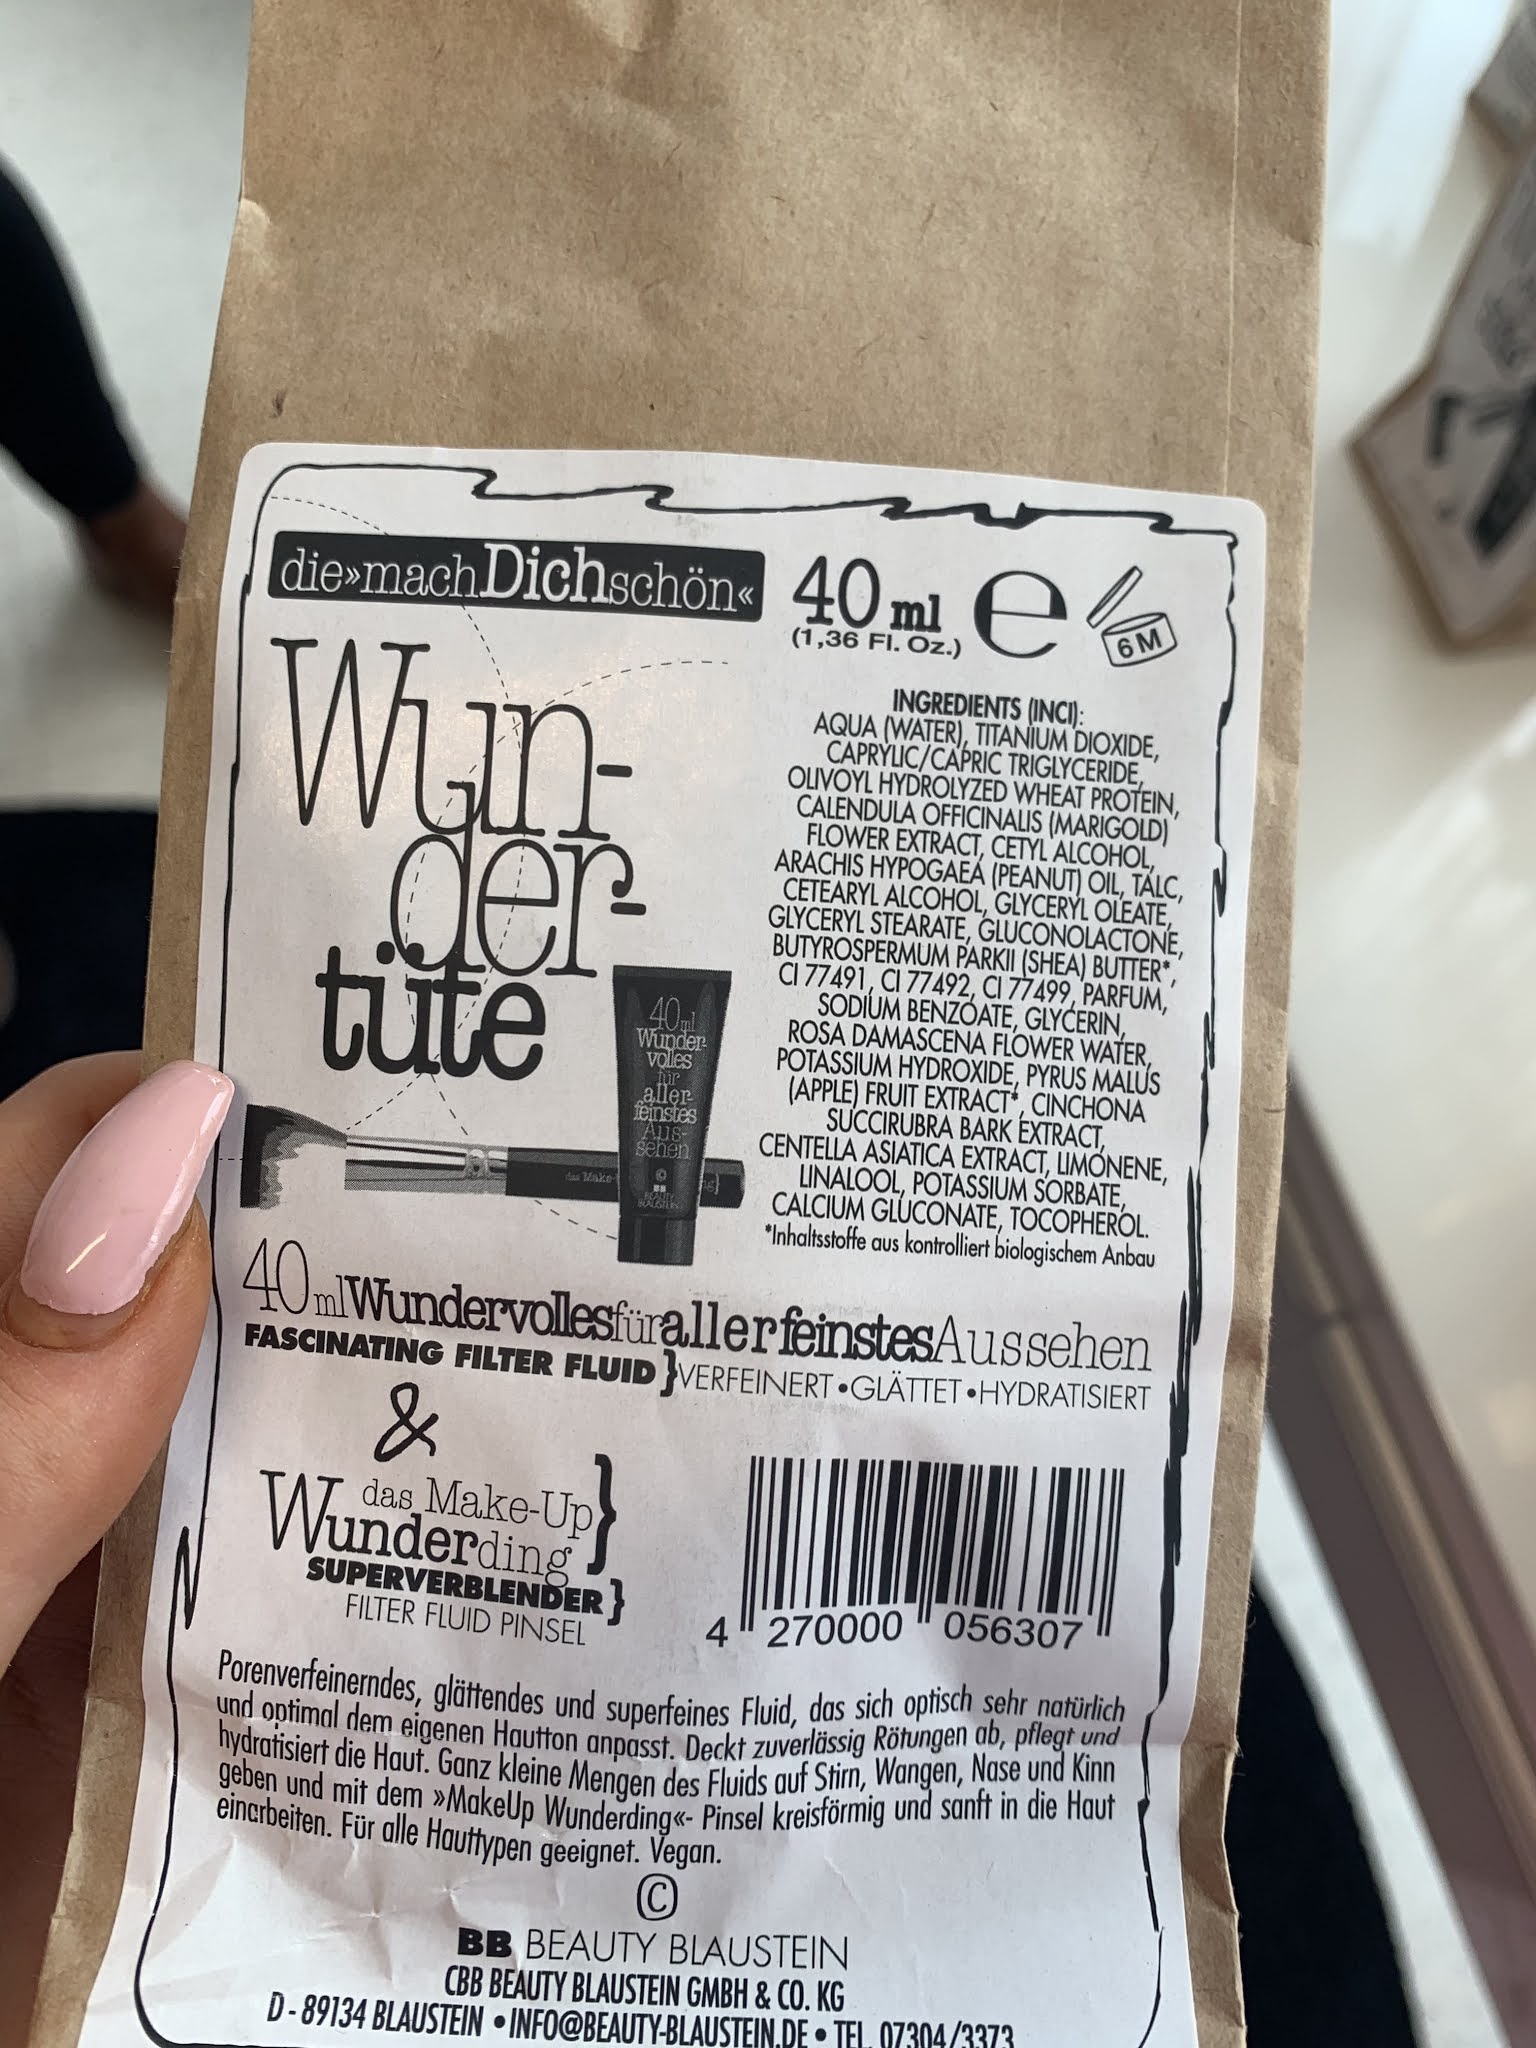 die»machDichschön«
40 ml
(1,36 Fl. Oz.)
e
6 M
Wun-
der-
tüte
INGREDIENTS (INCI):
AQUA (WATER), TITANIUM DIOXIDE,
CAPRYLIC/CAPRIC TRIGLYCERIDE,
OLIVOYL HYDROLYZED WHEAT PROTEIN,
CALENDULA OFFICINALIS (MARIGOLD)
FLOWER EXTRACT, CETYL ALCOHOL,
ARACHIS HYPOGAEA (PEANUT) OIL, TALC,
CETEARYL ALCOHOL, GLYCERYL OLEATE,
GLYCERYL STEARATE, GLUCONOLACTONE,
BUTYROSPERMUM PARKII (SHEA) BUTTER*,
CI 77491, CI 77492, CI 77499, PARFUM,
SODIUM BENZOATE, GLYCERIN,
ROSA DAMASCENA FLOWER WATER,
POTASSIUM HYDROXIDE, PYRUS MALUS
(APPLE) FRUIT EXTRACT*, CINCHONA
SUCCIRUBRA BARK EXTRACT,
CENTELLA ASIATICA EXTRACT, LIMONENE,
LINALOOL, POTASSIUM SORBATE,
CALCIUM GLUCONATE, TOCOPHEROL.
*Inhaltsstoffe aus kontrolliert biologischem Anbau
40 ml
Wunder-
volles
für
aller-
feinstes
Aus-
sehen
©
BB
BEAUTY
BLAUSTEIN
das Make-
ng}
40 mlWundervollesfürallerfeinstesAussehen
FASCINATING FILTER FLUID }VERFEINERT•GLÄTTET•HYDRATISIERT
&
das Make-Up
Wunderding}
SUPERVERBLENDER}
FILTER FLUID PINSEL
4 270000 056307
Porenverfeinerndes, glättendes und superfeines Fluid, das sich optisch sehr natürlich
und optimal dem eigenen Hautton anpasst. Deckt zuverlässig Rötungen ab, pflegt und
hydratisiert die Haut. Ganz kleine Mengen des Fluids auf Stirn, Wangen, Nase und Kinn
geben und mit dem »MakeUp Wunderding«- Pinsel kreisförmig und sanft in die Haut
einarbeiten. Für alle Hauttypen geeignet. Vegan.
©
BB BEAUTY BLAUSTEIN
CBB BEAUTY BLAUSTEIN GMBH & CO. KG
D - 89134 BLAUSTEIN • INFO@BEAUTY-BLAUSTEIN.DE • TEL. 07304/3373